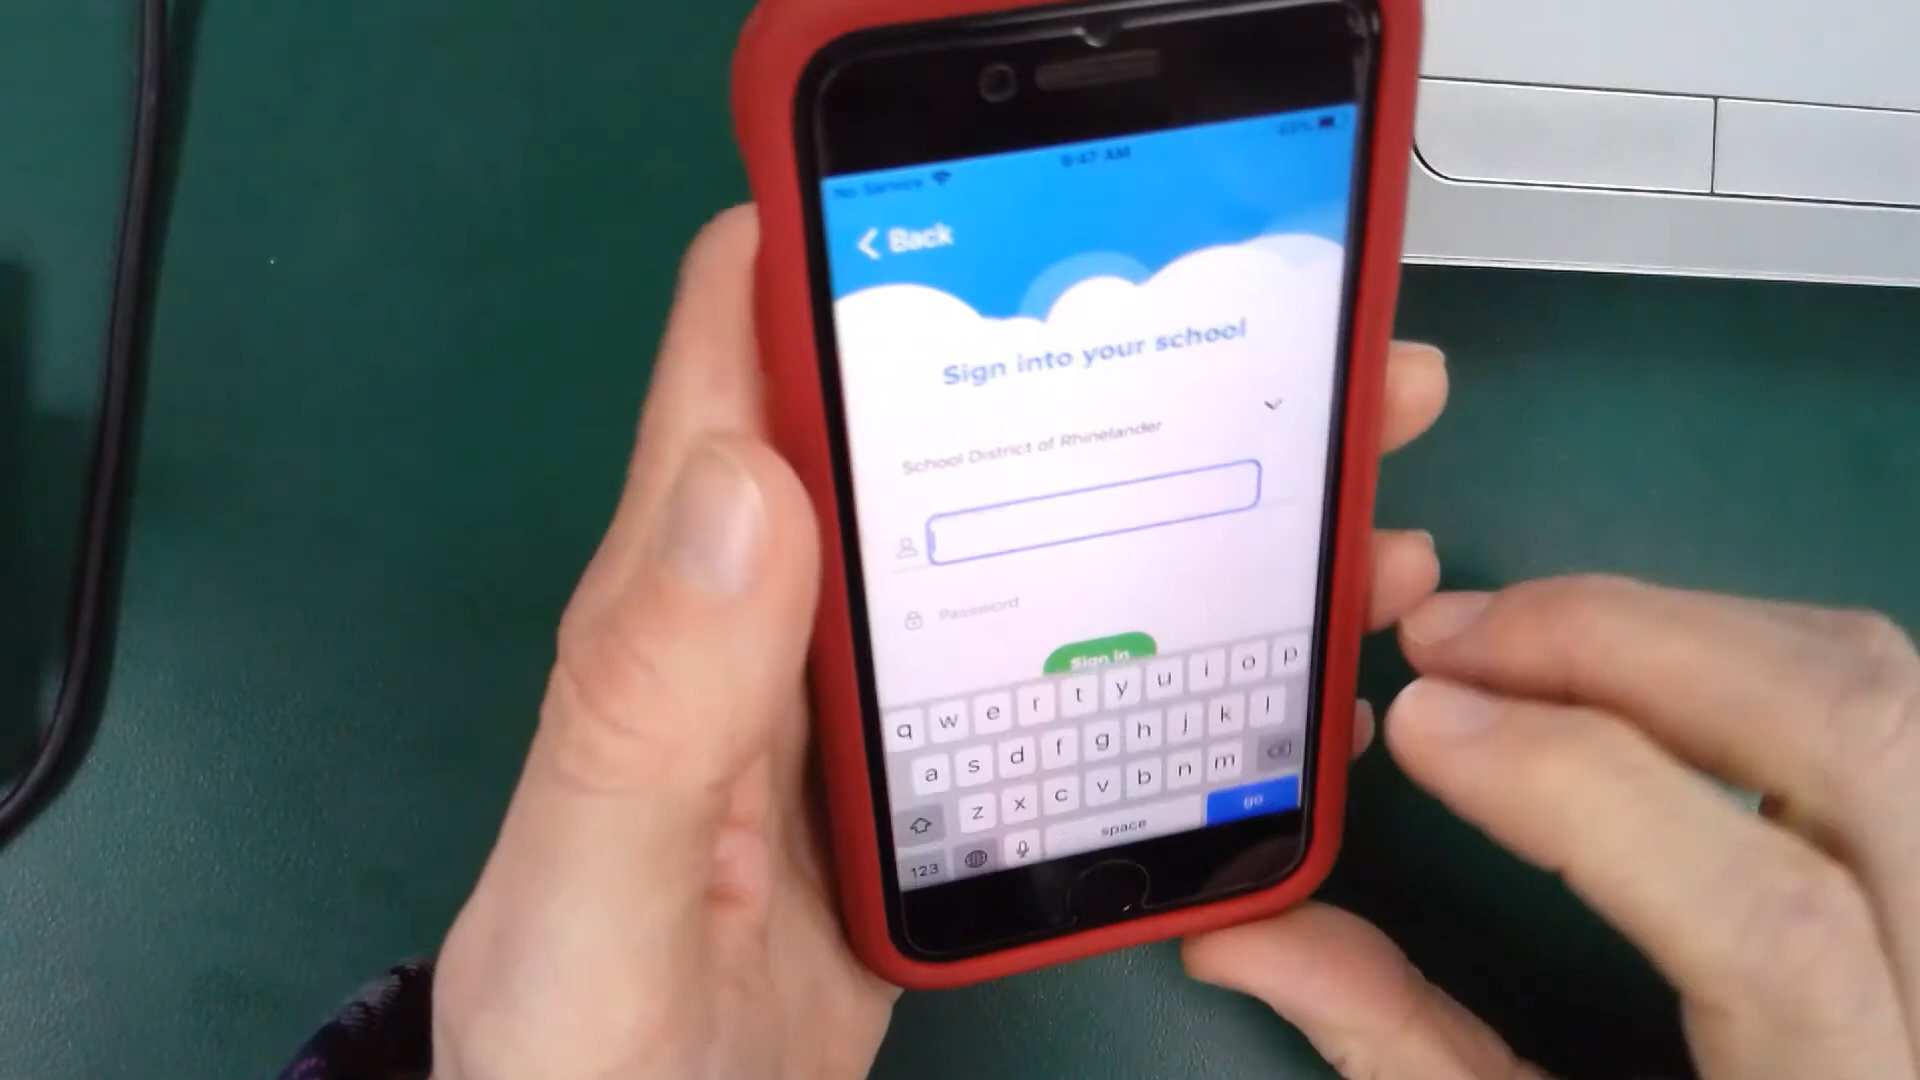 No Service
9:47 AM
Back
Sign into your school
School District of Rhinelander
Password
Sign in
q w e r t y u i o p
a s d f g h j k l
z x c v b n m
123 space go